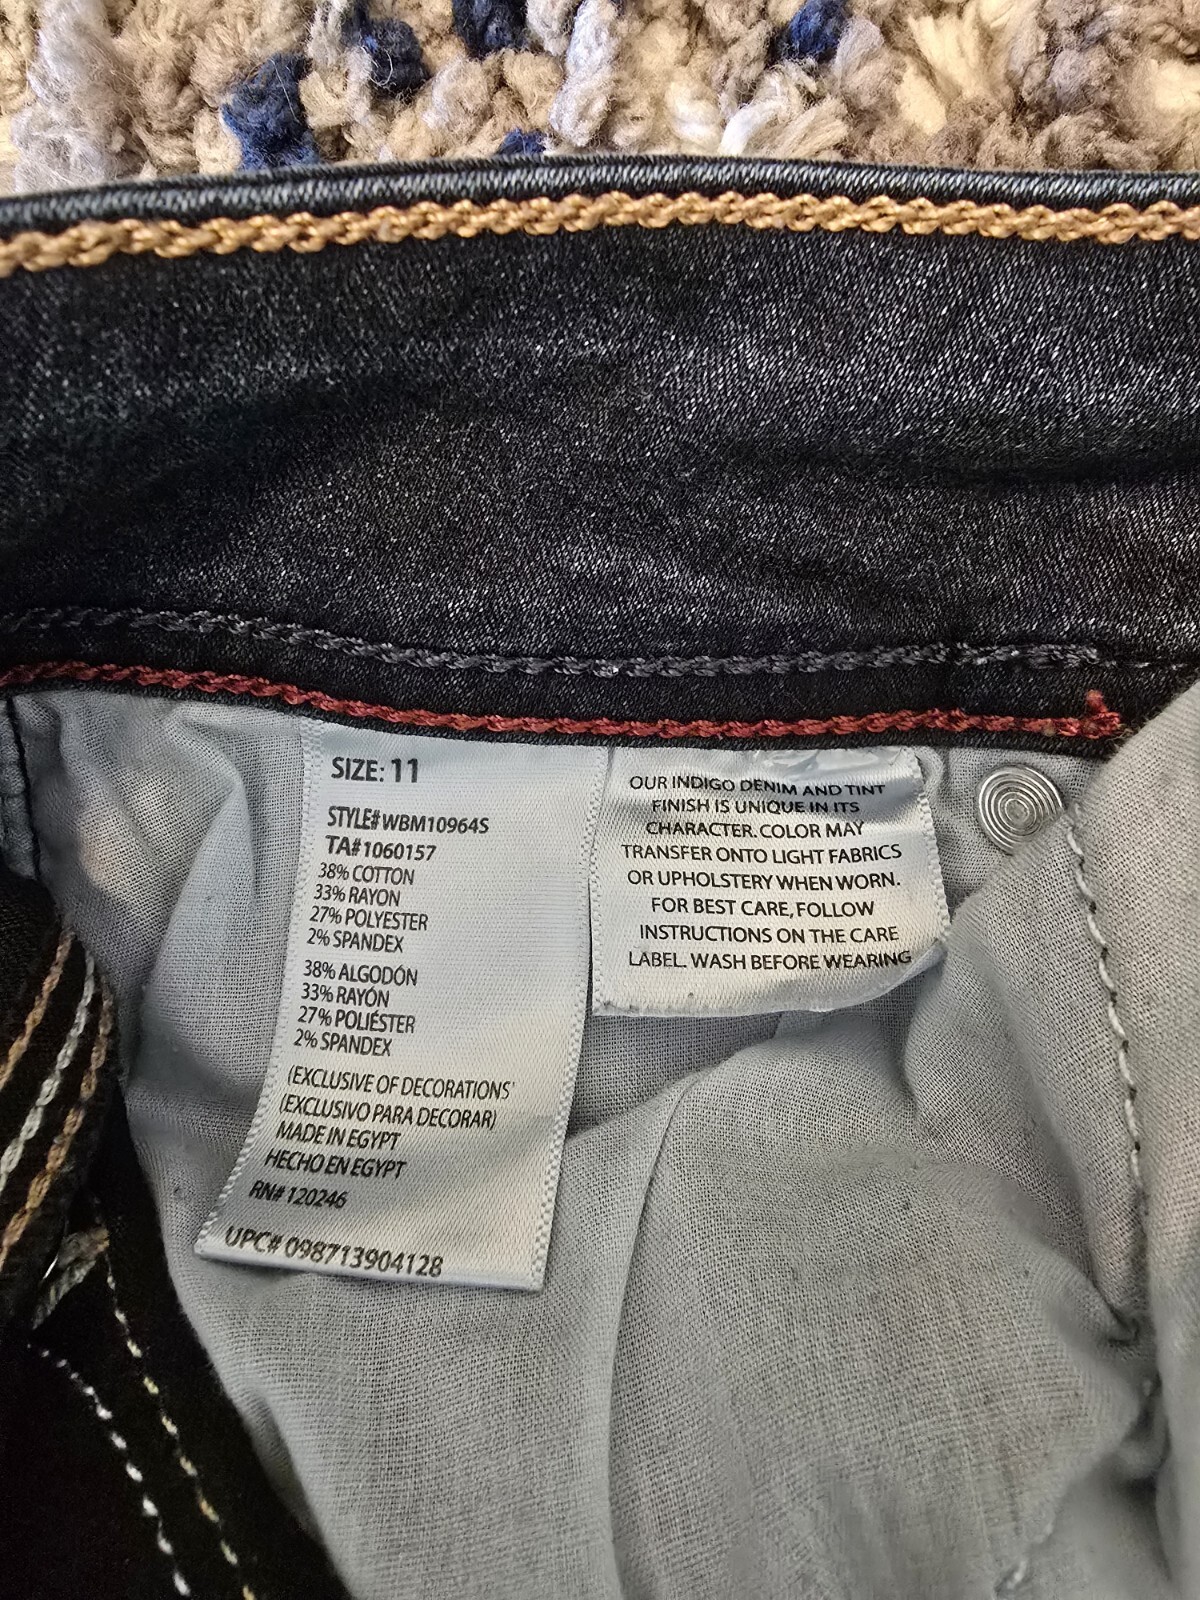 SIZE: 11
STYLE# WBM10964S
TA#1060157
38% COTTON
33% RAYON
27% POLYESTER
2% SPANDEX
38% ALGODÓN
33% RAYÓN
27% POLIÉSTER
2% SPANDEX
(EXCLUSIVE OF DECORATIONS'
(EXCLUSIVO PARA DECORAR)
MADE IN EGYPT
HECHO EN EGYPT
RN# 120246
UPC# 098713904128
OUR INDIGO DENIM AND TINT
FINISH IS UNIQUE IN ITS
CHARACTER. COLOR MAY
TRANSFER ONTO LIGHT FABRICS
OR UPHOLSTERY WHEN WORN.
FOR BEST CARE, FOLLOW
INSTRUCTIONS ON THE CARE
LABEL. WASH BEFORE WEARING